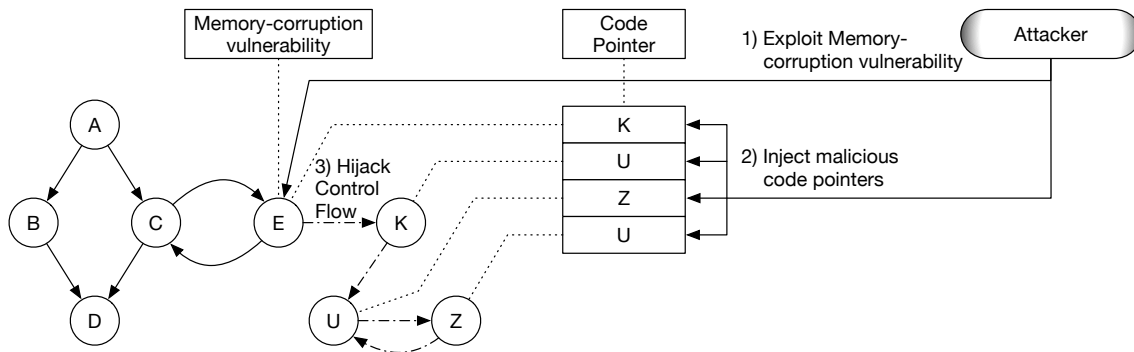 Memory-corruption
vulnerability
Code
Pointer
Attacker
1) Exploit Memory-
corruption vulnerability
A
K
U
Z
U
2) Inject malicious
code pointers
3) Hijack
Control
Flow
B
C
E
K
D
U
Z